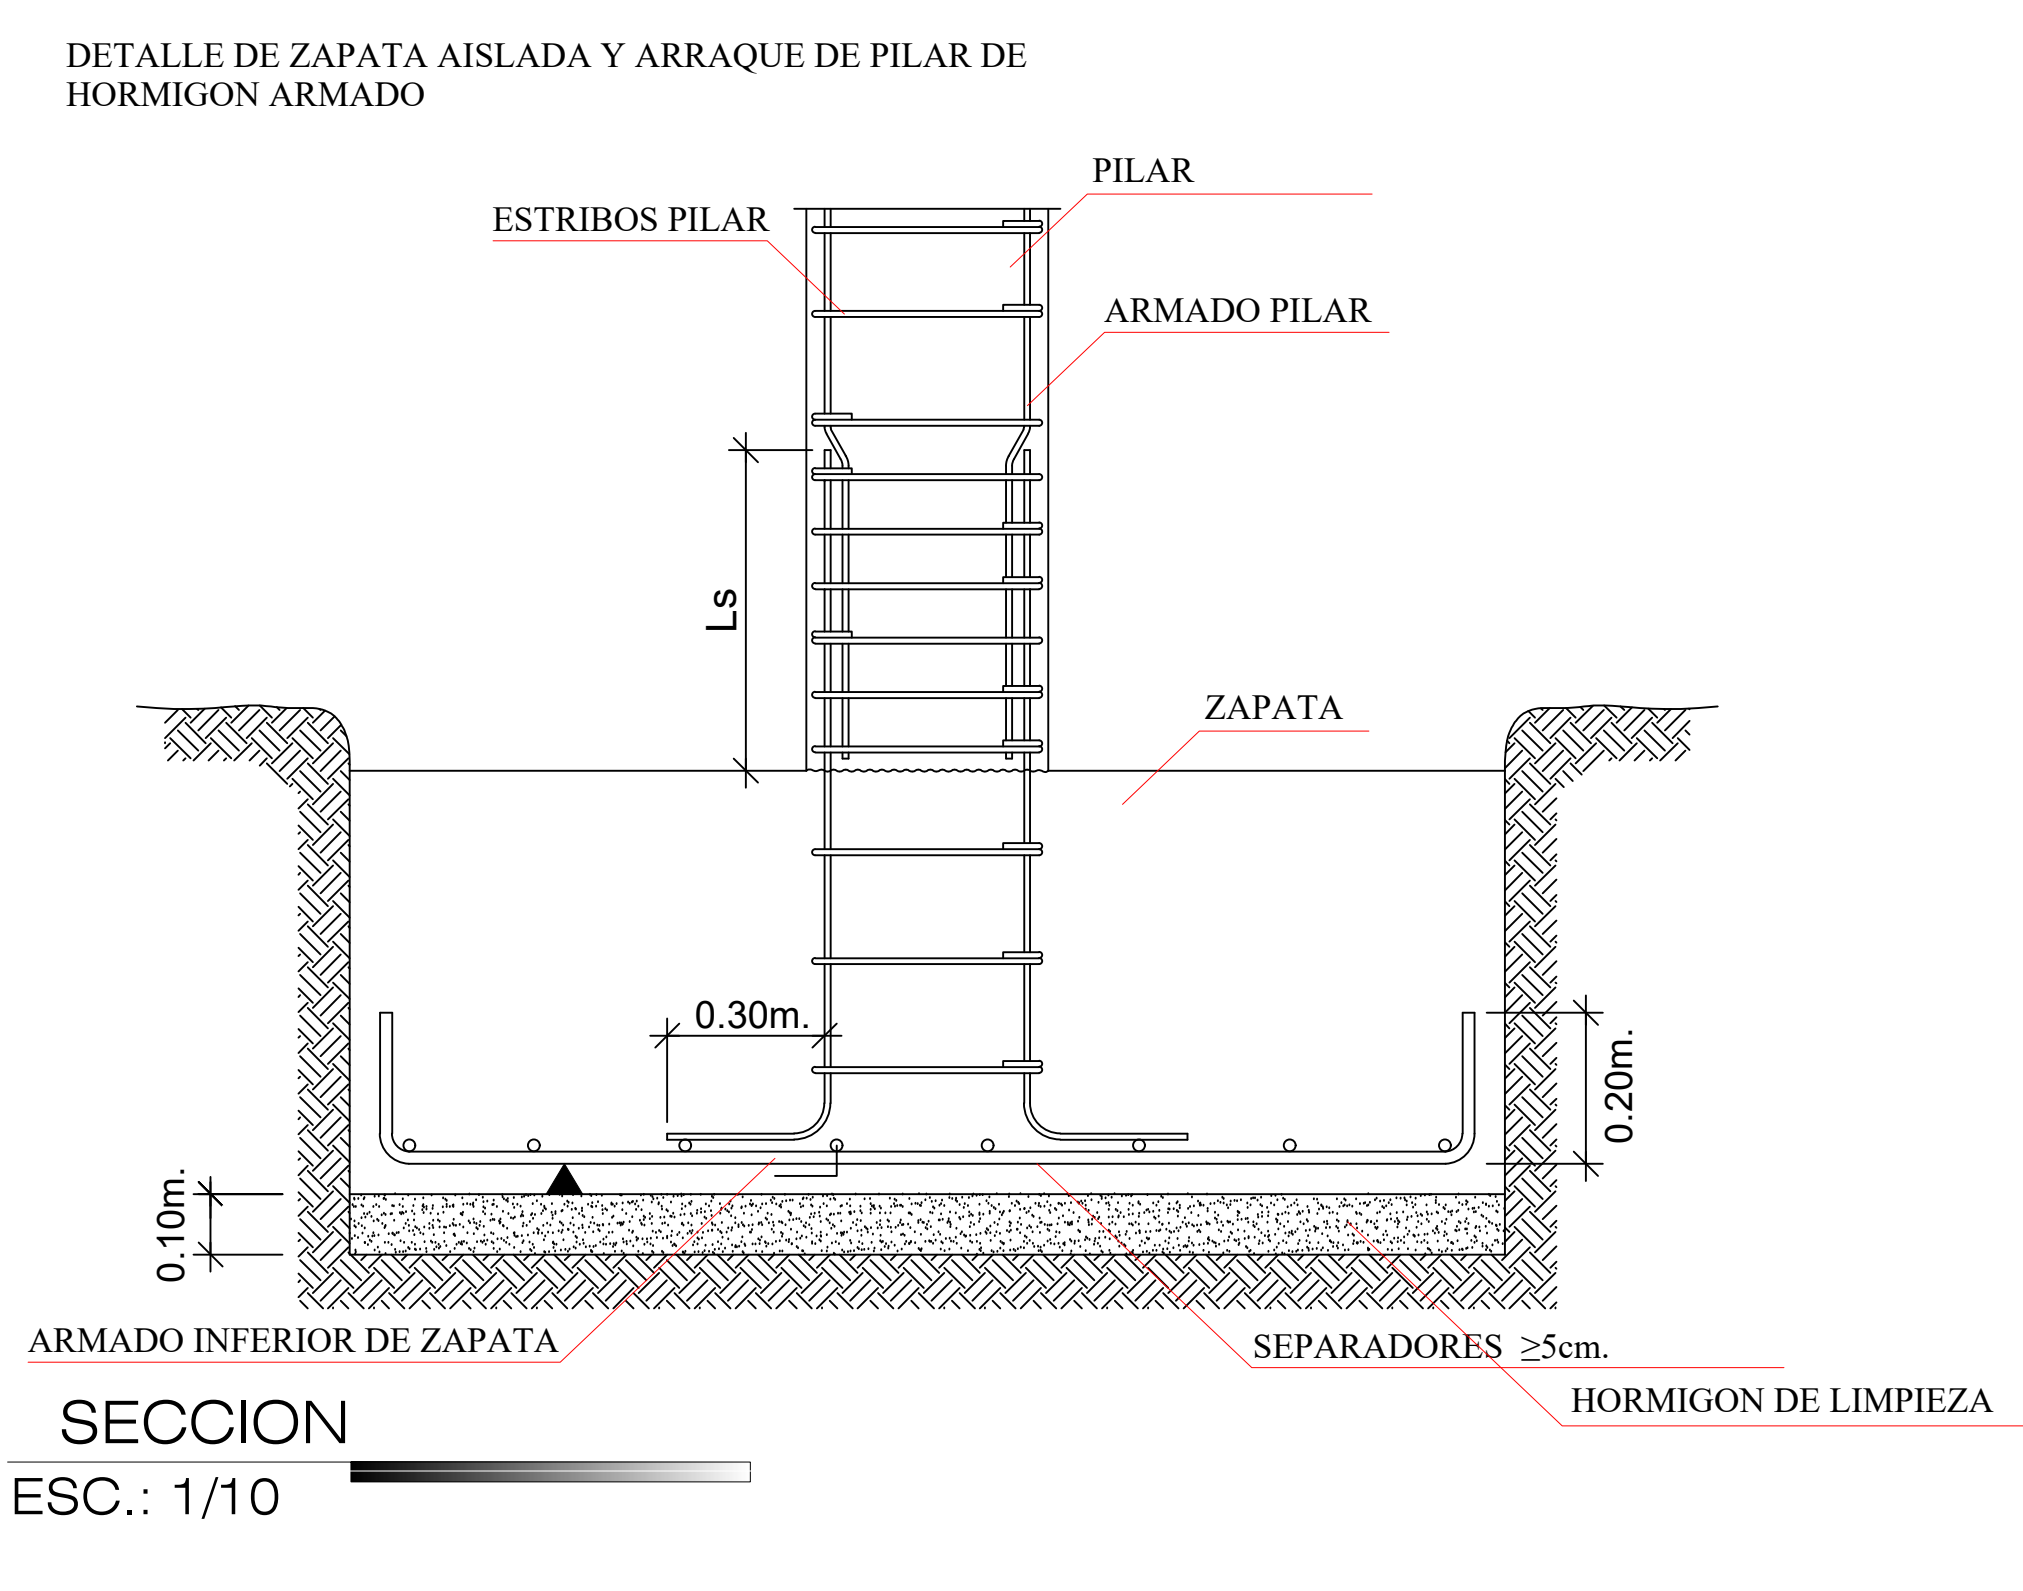 DETALLE DE ZAPATA AISLADA Y ARRAQUE DE PILAR DE
HORMIGON ARMADO
PILAR
ESTRIBOS PILAR
ARMADO PILAR
Ls
ZAPATA
0.30m.
0.20m.
0.10m.
ARMADO INFERIOR DE ZAPATA
SEPARADORES ≥5cm.
HORMIGON DE LIMPIEZA
SECCION
ESC.: 1/10